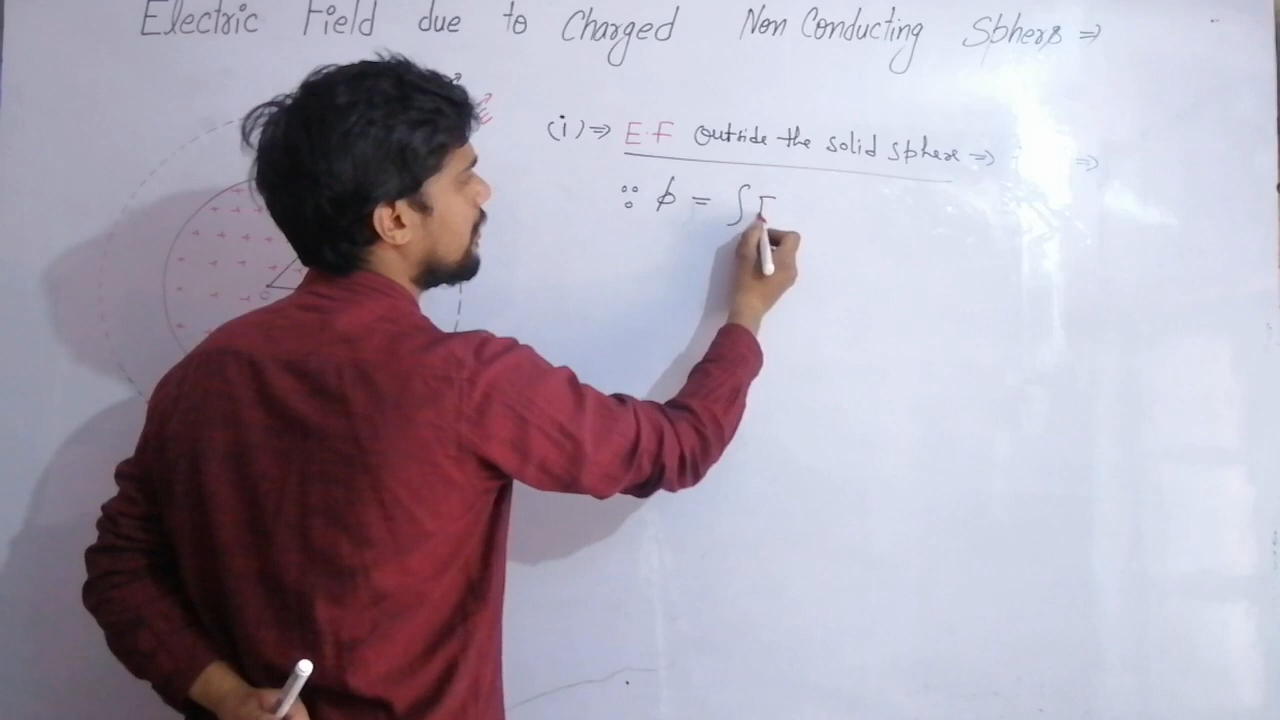 Electric Field due to Charged Non Conducting Sphere ⇒
(i) ⇒ E.F outside the solid sphere ⇒ ⇒
∵ ϕ = ∫ E
O